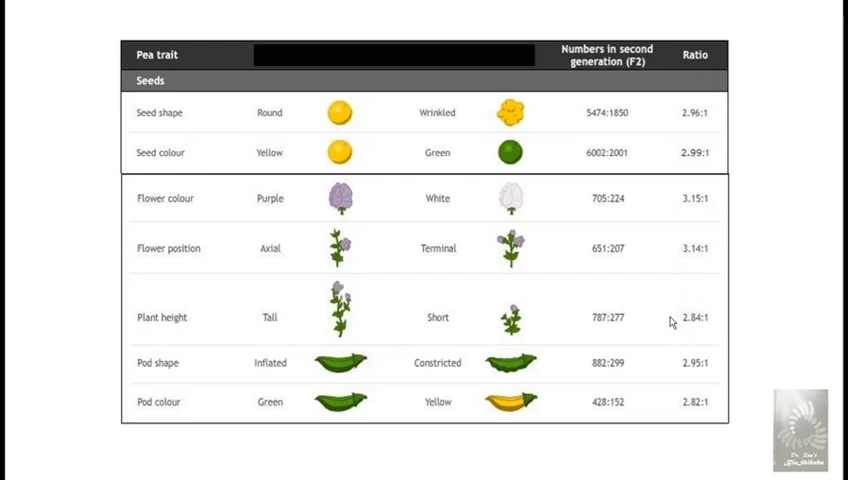 Pea trait Numbers in second generation (F2) Ratio
Seeds
Seed shape Round Wrinkled 5474:1850 2.96:1
Seed colour Yellow Green 6002:2001 2.99:1
Flower colour Purple White 705:224 3.15:1
Flower position Axial Terminal 651:207 3.14:1
Plant height Tall Short 787:277 2.84:1
Pod shape Inflated Constricted 882:299 2.95:1
Pod colour Green Yellow 428:152 2.82:1
Dr. Sau's
BioShiksha